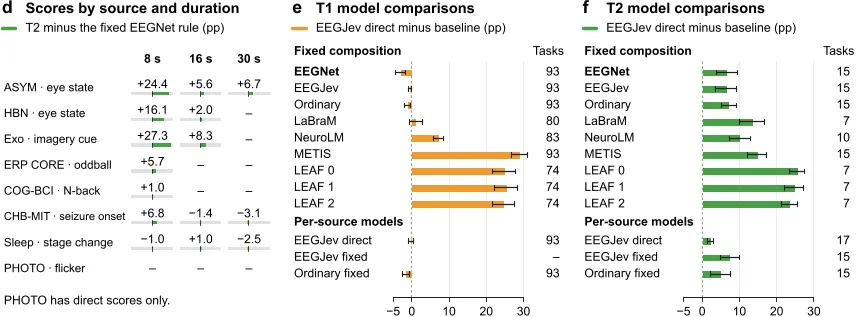 d Scores by source and duration
T2 minus the fixed EEGNet rule (pp)
8 s 16 s 30 s
ASYM · eye state +24.4 +5.6 +6.7
HBN · eye state +16.1 +2.0 –
Exo · imagery cue +27.3 +8.3 –
ERP CORE · oddball +5.7 – –
COG-BCI · N-back +1.0 – –
CHB-MIT · seizure onset +6.8 −1.4 −3.1
Sleep · stage change −1.0 +1.0 −2.5
PHOTO · flicker – – –
PHOTO has direct scores only.
e T1 model comparisons
EEGJev direct minus baseline (pp)
Fixed composition Tasks
EEGNet 93
EEGJev 93
Ordinary 93
LaBraM 80
NeuroLM 83
METIS 93
LEAF 0 74
LEAF 1 74
LEAF 2 74
Per-source models
EEGJev direct 93
EEGJev fixed –
Ordinary fixed 93
−5 0 10 20 30
f T2 model comparisons
EEGJev direct minus baseline (pp)
Fixed composition Tasks
EEGNet 15
EEGJev 15
Ordinary 15
LaBraM 7
NeuroLM 10
METIS 15
LEAF 0 7
LEAF 1 7
LEAF 2 7
Per-source models
EEGJev direct 17
EEGJev fixed 15
Ordinary fixed 15
−5 0 10 20 30